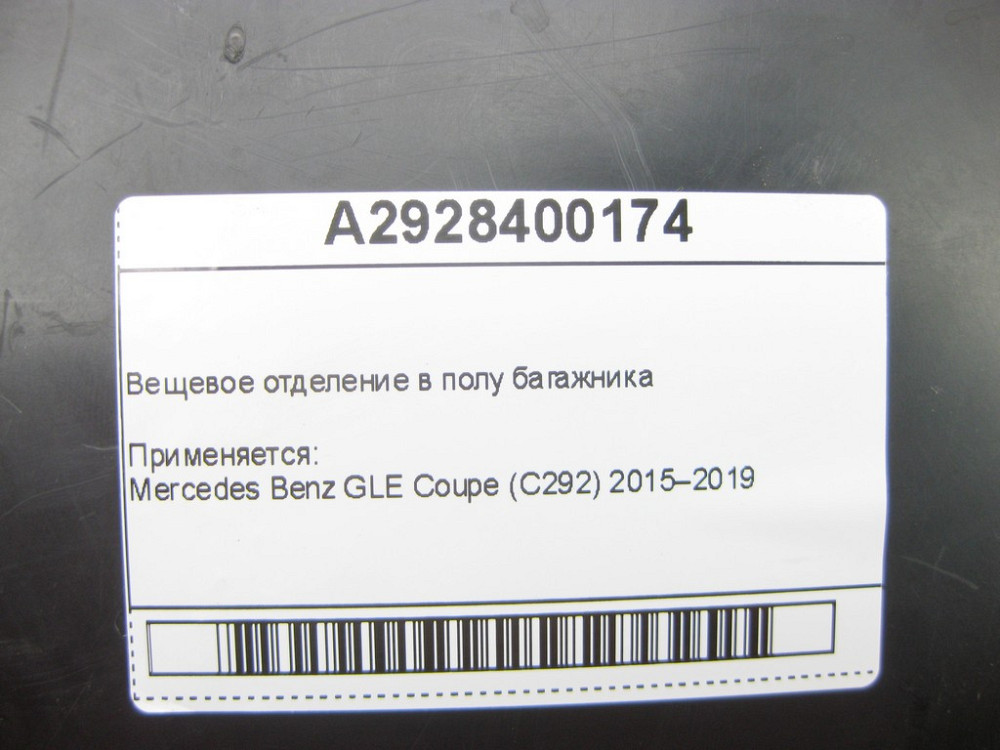 A2928400174
Вещевое отделение в полу багажника
Применяется:
Mercedes Benz GLE Coupe (C292) 2015–2019